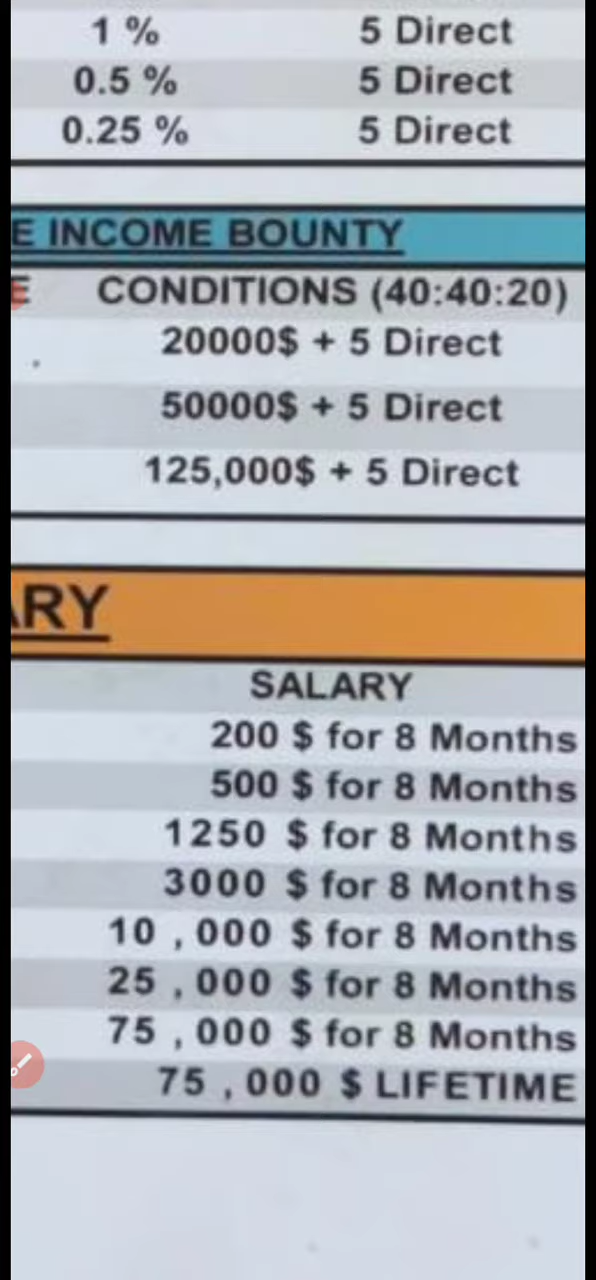 1 % 5 Direct
0.5 % 5 Direct
0.25 % 5 Direct
E INCOME BOUNTY
E CONDITIONS (40:40:20)
20000$ + 5 Direct
50000$ + 5 Direct
125,000$ + 5 Direct
ARY
SALARY
200 $ for 8 Months
500 $ for 8 Months
1250 $ for 8 Months
3000 $ for 8 Months
10 , 000 $ for 8 Months
25 , 000 $ for 8 Months
75 , 000 $ for 8 Months
75 , 000 $ LIFETIME